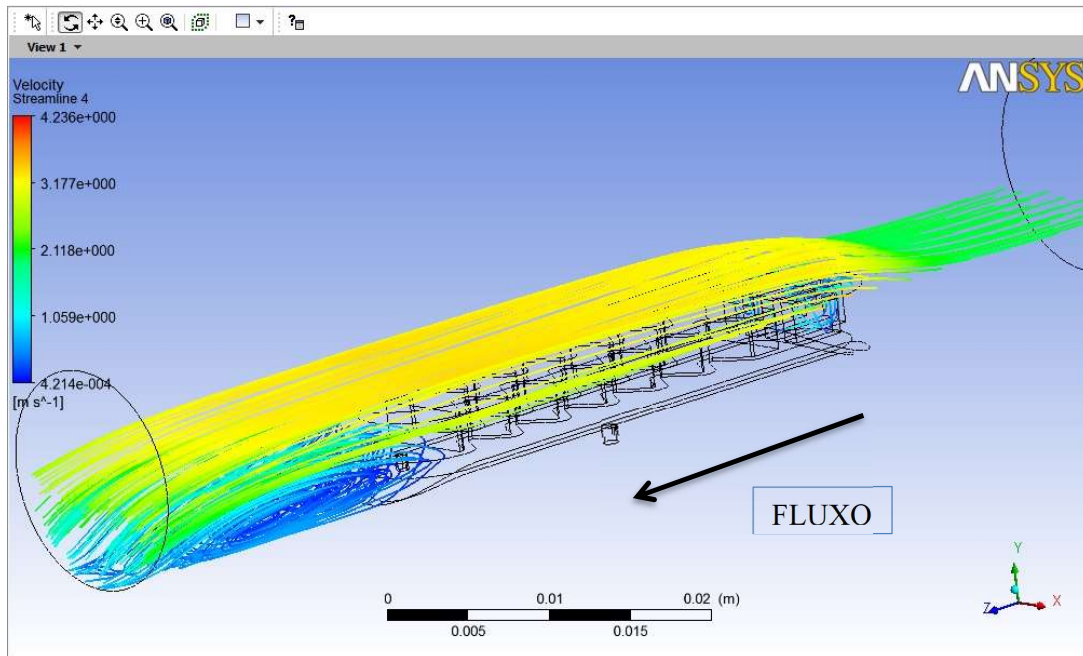 View 1
ANSYS
Velocity
Streamline 4
4.236e+000
3.177e+000
2.118e+000
1.059e+000
4.214e-004
[m s^-1]
FLUXO
0 0.01 0.02 (m)
0.005 0.015
Y
Z X